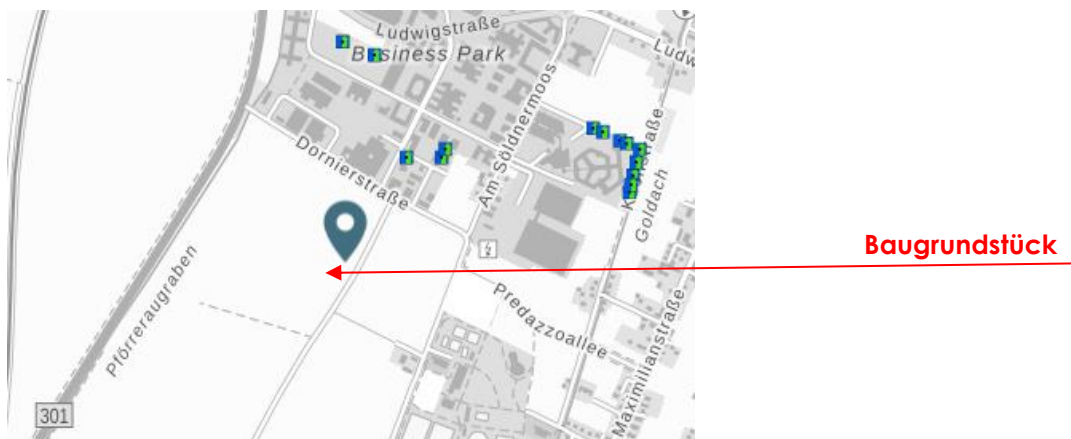 Ludwigstraße
Business Park
Ludw
Am Söldnermoos
Dornierstraße
Goldach
Baugrundstück
Pförreraugraben
Predazzoallee
Maximilianstraße
301